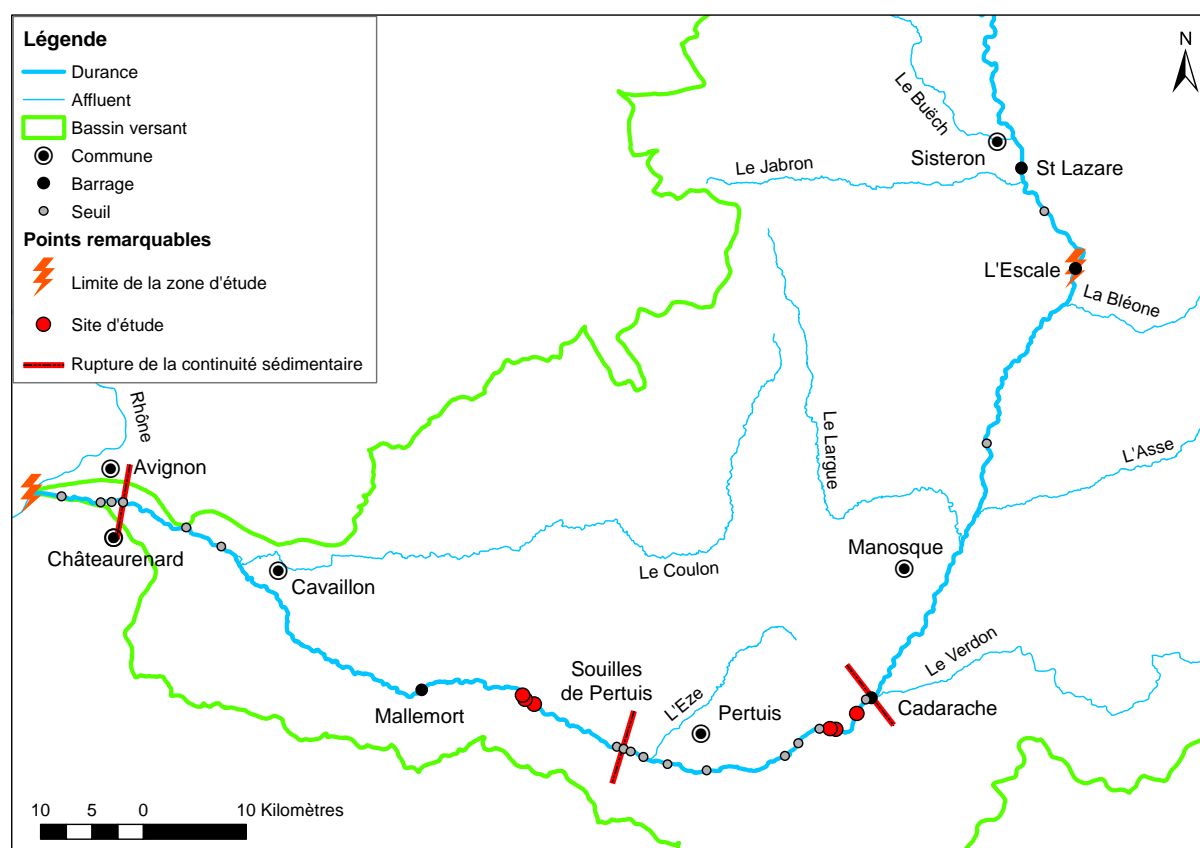 Légende
Durance
Affluent
Bassin versant
Commune
Barrage
Seuil
Points remarquables
Limite de la zone d'étude
Site d'étude
Rupture de la continuité sédimentaire
N
Le Buëch
Sisteron
St Lazare
Le Jabron
L'Escale
La Bléone
Rhône
Avignon
Le Largue
L'Asse
Châteaurenard
Cavaillon
Le Coulon
Manosque
Le Verdon
Souilles
de Pertuis
L'Eze
Pertuis
Cadarache
Mallemort
10 5 0 10 Kilomètres